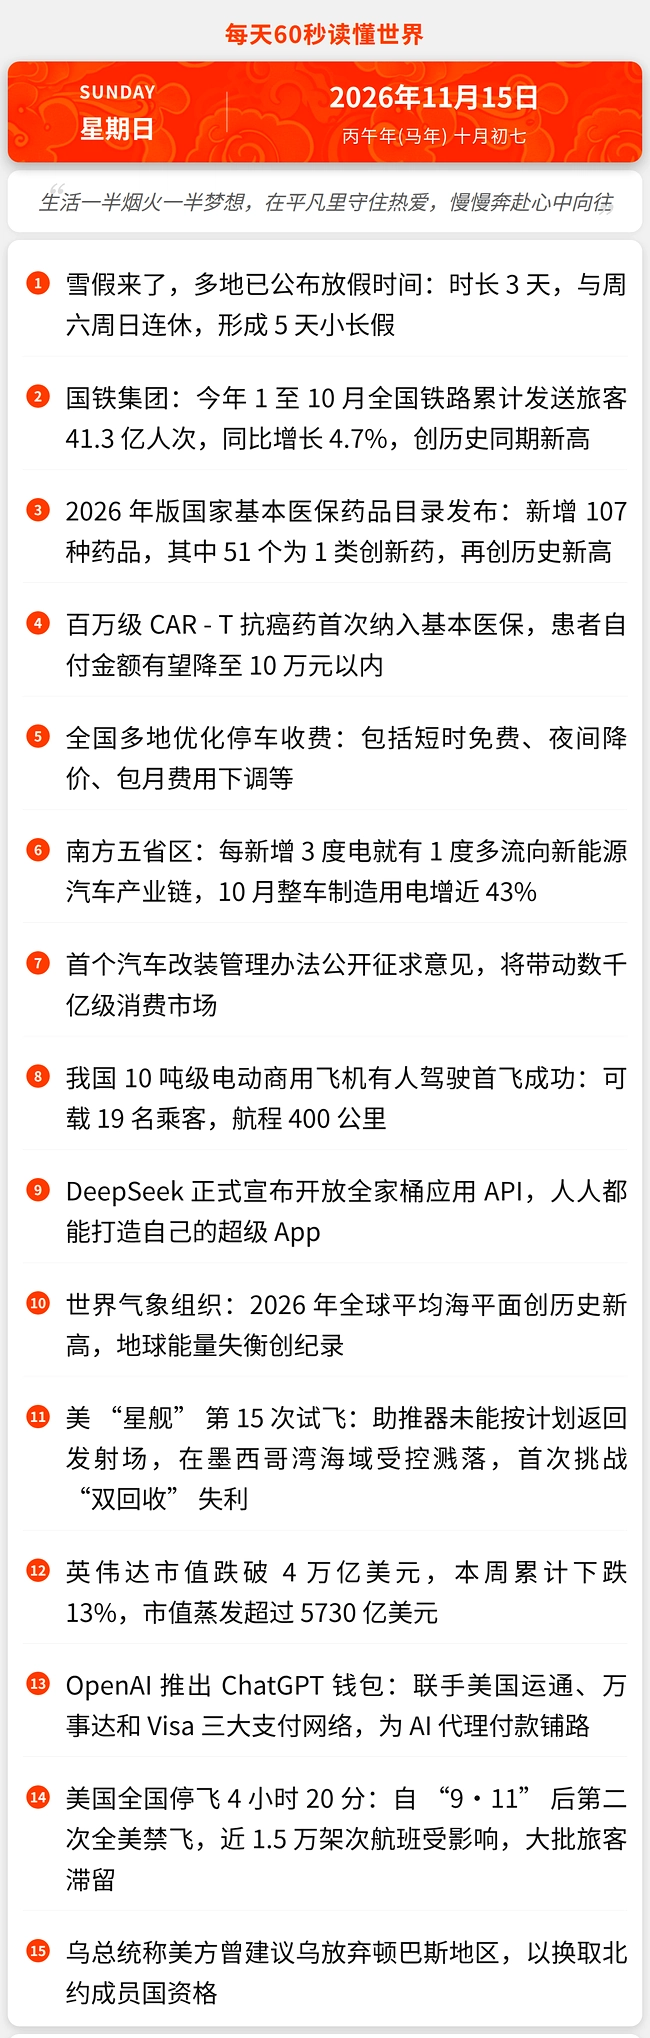 每天60秒读懂世界
SUNDAY
星期日
2026年11月15日
丙午年(马年) 十月初七
“生活一半烟火一半梦想，在平凡里守住热爱，慢慢奔赴心中向往”
1 雪假来了，多地已公布放假时间：时长 3 天，与周
六周日连休，形成 5 天小长假
2 国铁集团：今年 1 至 10 月全国铁路累计发送旅客
41.3 亿人次，同比增长 4.7%，创历史同期新高
3 2026 年版国家基本医保药品目录发布：新增 107
种药品，其中 51 个为 1 类创新药，再创历史新高
4 百万级 CAR - T 抗癌药首次纳入基本医保，患者自
付金额有望降至 10 万元以内
5 全国多地优化停车收费：包括短时免费、夜间降
价、包月费用下调等
6 南方五省区：每新增 3 度电就有 1 度多流向新能源
汽车产业链，10 月整车制造用电增近 43%
7 首个汽车改装管理办法公开征求意见，将带动数千
亿级消费市场
8 我国 10 吨级电动商用飞机有人驾驶首飞成功：可
载 19 名乘客，航程 400 公里
9 DeepSeek 正式宣布开放全家桶应用 API，人人都
能打造自己的超级 App
10 世界气象组织：2026 年全球平均海平面创历史新
高，地球能量失衡创纪录
11 美 “星舰” 第 15 次试飞：助推器未能按计划返回
发射场，在墨西哥湾海域受控溅落，首次挑战
“双回收” 失利
12 英伟达市值跌破 4 万亿美元，本周累计下跌
13%，市值蒸发超过 5730 亿美元
13 OpenAI 推出 ChatGPT 钱包：联手美国运通、万
事达和 Visa 三大支付网络，为 AI 代理付款铺路
14 美国全国停飞 4 小时 20 分：自 “9・11” 后第二
次全美禁飞，近 1.5 万架次航班受影响，大批旅客
滞留
15 乌总统称美方曾建议乌放弃顿巴斯地区，以换取北
约成员国资格